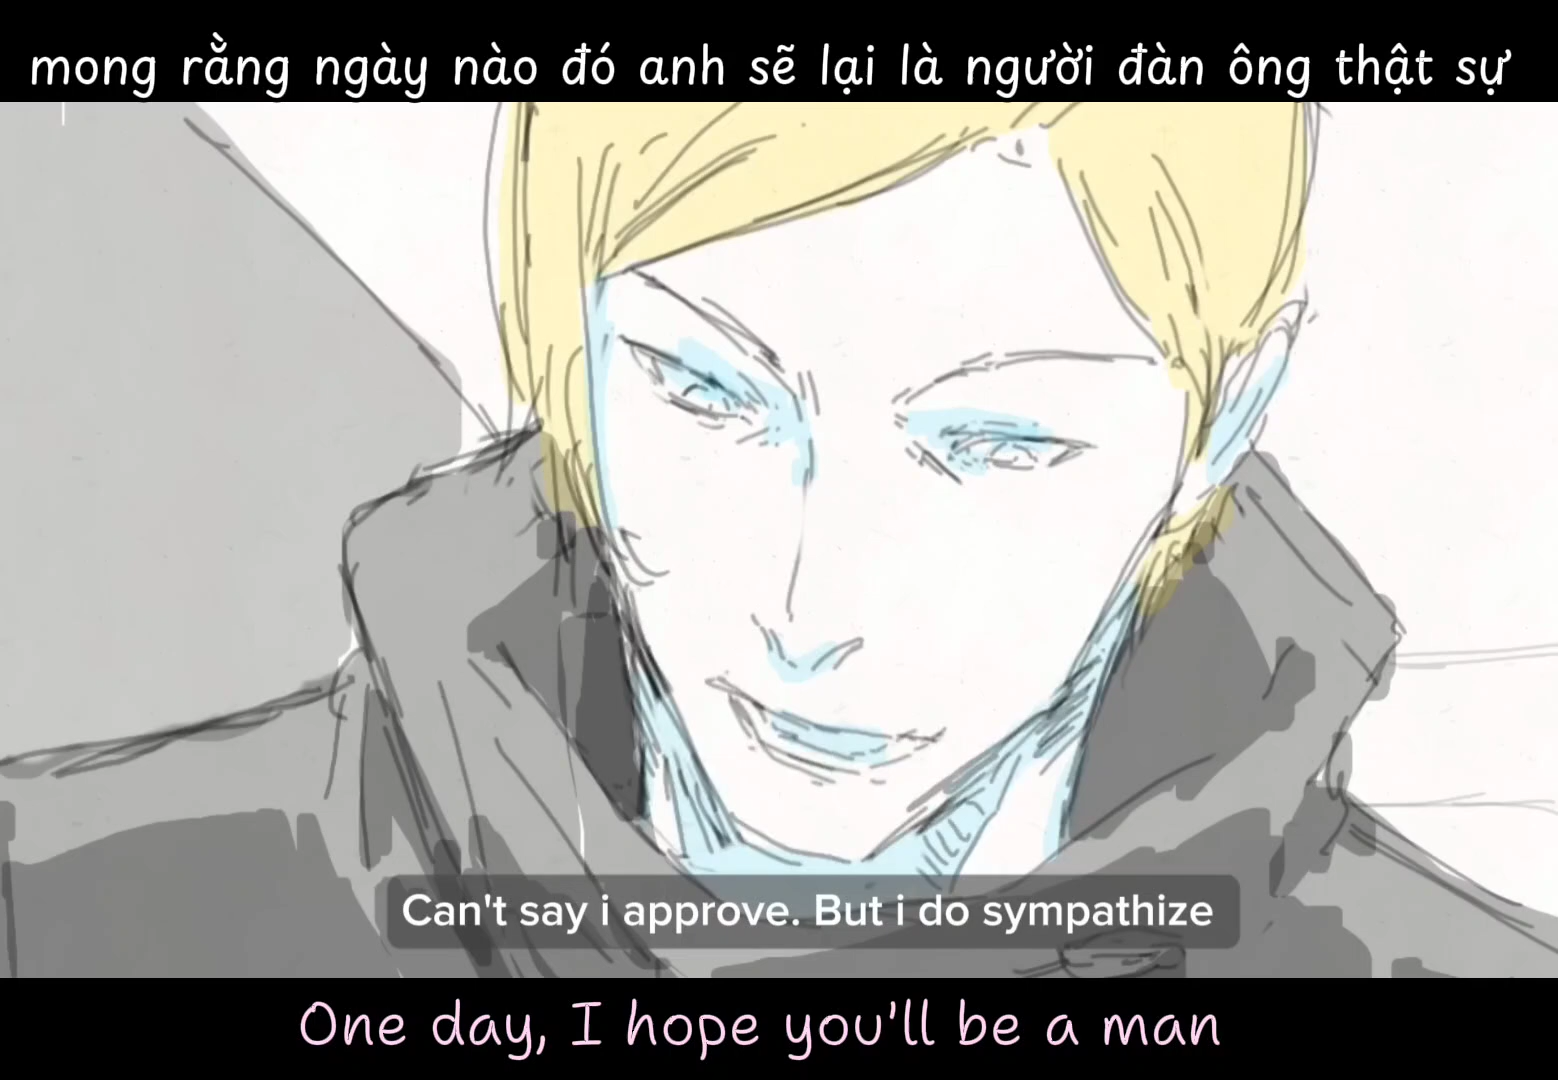 mong rằng ngày nào đó anh sẽ lại là người đàn ông thật sự
Can't say i approve. But i do sympathize
One day, I hope you'll be a man